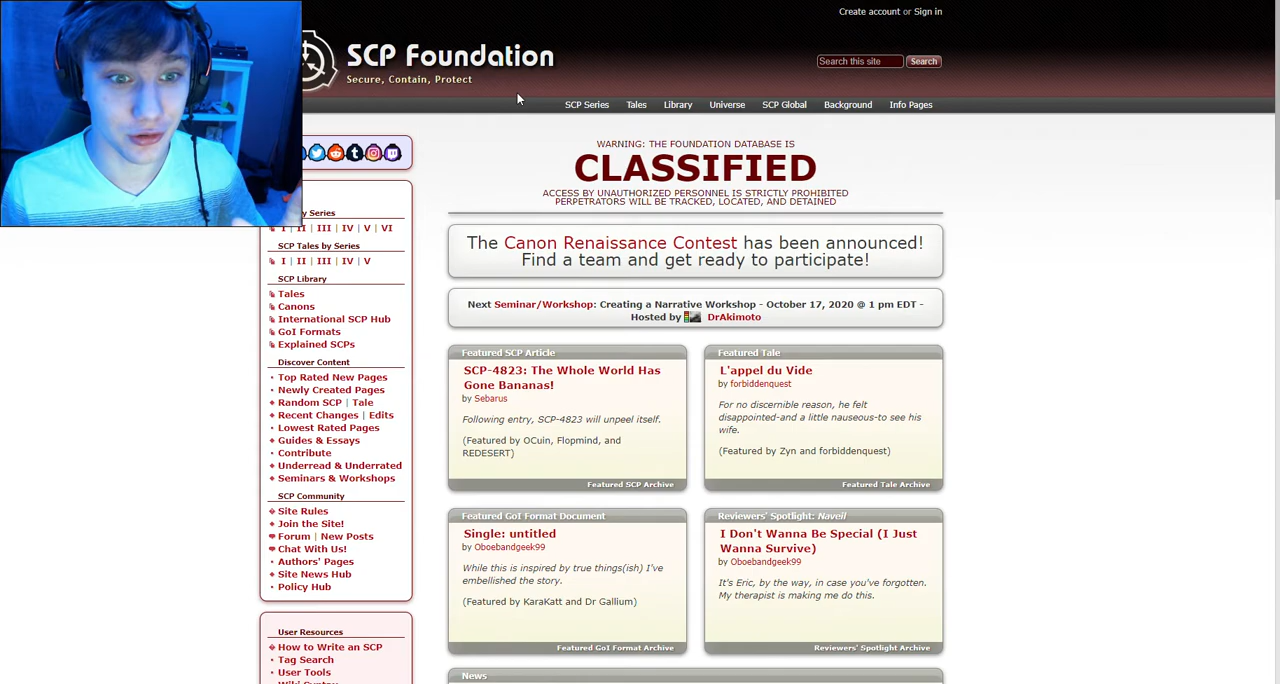 Create account or Sign in
SCP Foundation
Secure, Contain, Protect
Search this site
Search
SCP Series
Tales
Library
Universe
SCP Global
Background
Info Pages
WARNING: THE FOUNDATION DATABASE IS
CLASSIFIED
ACCESS BY UNAUTHORIZED PERSONNEL IS STRICTLY PROHIBITED
PERPETRATORS WILL BE TRACKED, LOCATED, AND DETAINED
Series
I | II | III | IV | V | VI
SCP Tales by Series
I | II | III | IV | V
SCP Library
Tales
Canons
International SCP Hub
GoI Formats
Explained SCPs
Discover Content
Top Rated New Pages
Newly Created Pages
Random SCP | Tale
Recent Changes | Edits
Lowest Rated Pages
Guides & Essays
Contribute
Underread & Underrated
Seminars & Workshops
SCP Community
Site Rules
Join the Site!
Forum | New Posts
Chat With Us!
Authors' Pages
Site News Hub
Policy Hub
User Resources
How to Write an SCP
Tag Search
User Tools
Wiki Syntax
The Canon Renaissance Contest has been announced!
Find a team and get ready to participate!
Next Seminar/Workshop: Creating a Narrative Workshop - October 17, 2020 @ 1 pm EDT -
Hosted by DrAkimoto
Featured SCP Article
SCP-4823: The Whole World Has
Gone Bananas!
by Sebarus
Following entry, SCP-4823 will unpeel itself.
(Featured by OCuin, Flopmind, and
REDESERT)
Featured SCP Archive
Featured Tale
L'appel du Vide
by forbiddenquest
For no discernible reason, he felt
disappointed-and a little nauseous-to see his
wife.
(Featured by Zyn and forbiddenquest)
Featured Tale Archive
Featured GoI Format Document
Single: untitled
by Oboebandgeek99
While this is inspired by true things(ish) I've
embellished the story.
(Featured by KaraKatt and Dr Gallium)
Featured GoI Format Archive
Reviewers' Spotlight: Naveil
I Don't Wanna Be Special (I Just
Wanna Survive)
by Oboebandgeek99
It's Eric, by the way, in case you've forgotten.
My therapist is making me do this.
Reviewers' Spotlight Archive
News